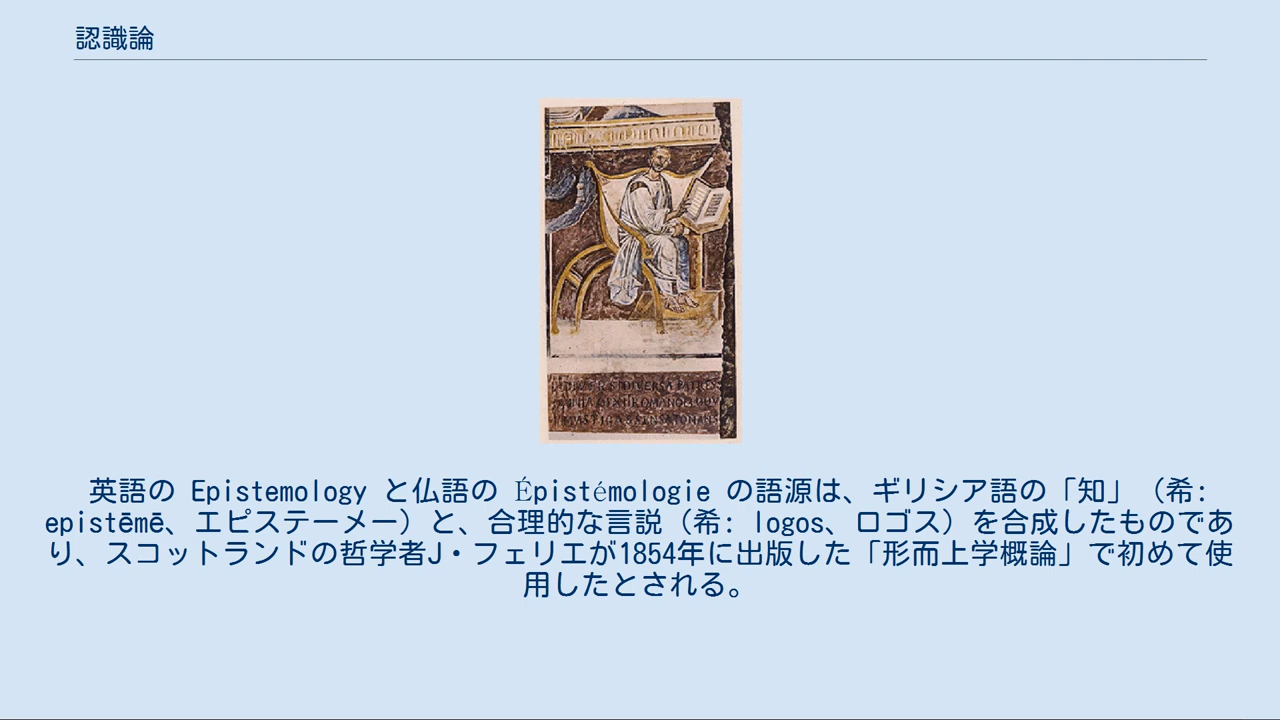 認識論
DIVERSA PATRES
英語の Epistemology と仏語の Épistémologie の語源は、ギリシア語の「知」（希:
epistēmē、エピステーメー）と、合理的な言説（希: logos、ロゴス）を合成したものであ
り、スコットランドの哲学者J・フェリエが1854年に出版した「形而上学概論」で初めて使
用したとされる。